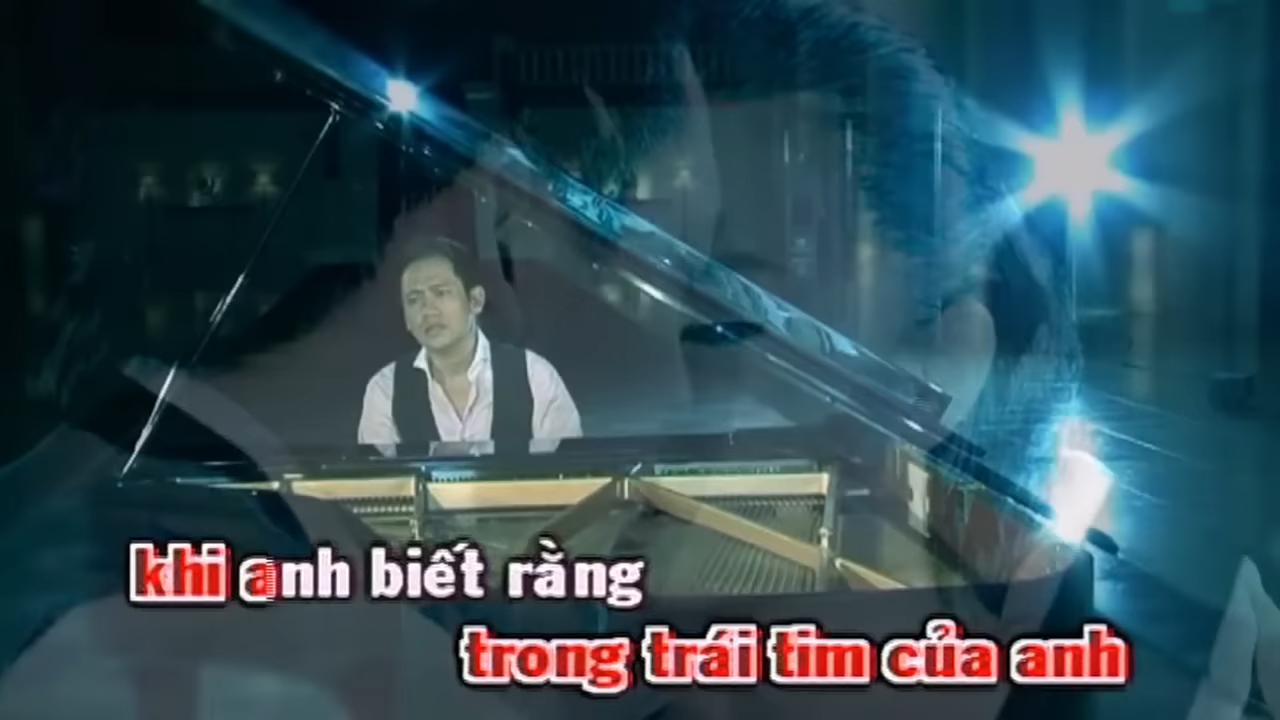 khi anh biết rằng
trong trái tim của anh